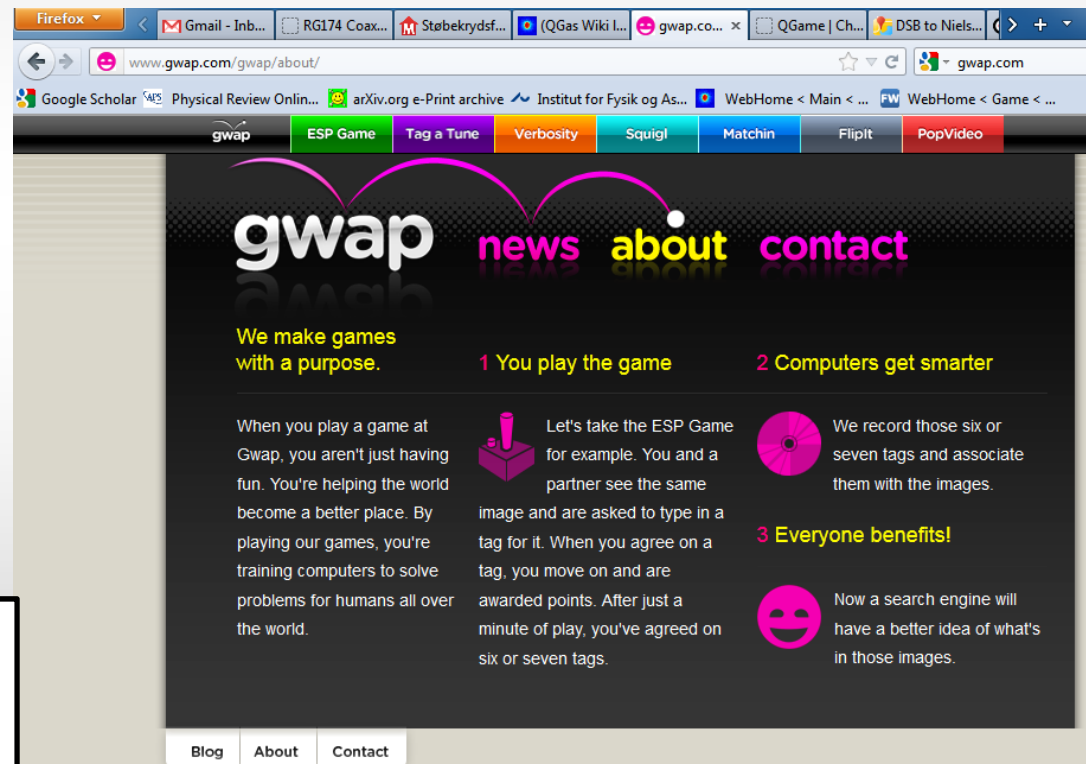 Firefox
Gmail - Inb...
RG174 Coax...
Støbekrydsf...
(QGas Wiki I...
gwap.co...
QGame | Ch...
DSB to Niels...
www.gwap.com/gwap/about/
gwap.com
Google Scholar
APS Physical Review Onlin...
arXiv.org e-Print archive
Institut for Fysik og As...
WebHome < Main < ...
FW WebHome < Game < ...
gwap
ESP Game
Tag a Tune
Verbosity
Squigl
Matchin
FlipIt
PopVideo
gwap
news
about
contact
We make games
with a purpose.
When you play a game at
Gwap, you aren't just having
fun. You're helping the world
become a better place. By
playing our games, you're
training computers to solve
problems for humans all over
the world.
1 You play the game
Let's take the ESP Game
for example. You and a
partner see the same
image and are asked to type in a
tag for it. When you agree on a
tag, you move on and are
awarded points. After just a
minute of play, you've agreed on
six or seven tags.
2 Computers get smarter
We record those six or
seven tags and associate
them with the images.
3 Everyone benefits!
Now a search engine will
have a better idea of what's
in those images.
Blog
About
Contact